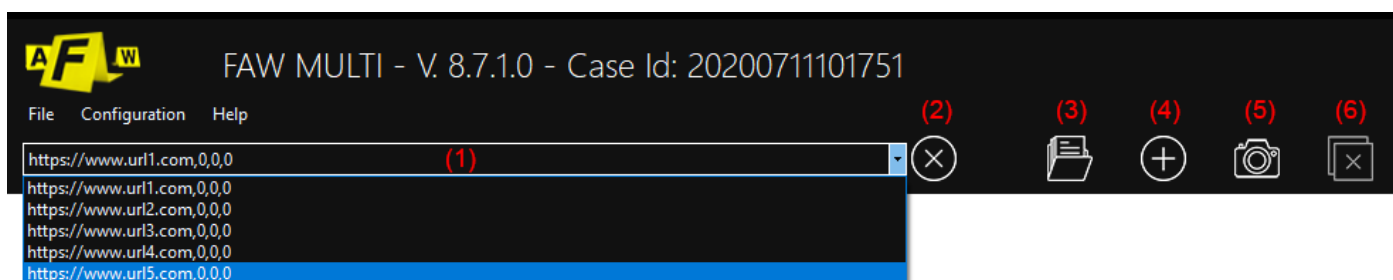 AFW
FAW MULTI - V. 8.7.1.0 - Case Id: 20200711101751
File Configuration Help
(2) (3) (4) (5) (6)
https://www.url1.com,0,0,0 (1)
https://www.url1.com,0,0,0
https://www.url2.com,0,0,0
https://www.url3.com,0,0,0
https://www.url4.com,0,0,0
https://www.url5.com,0,0,0